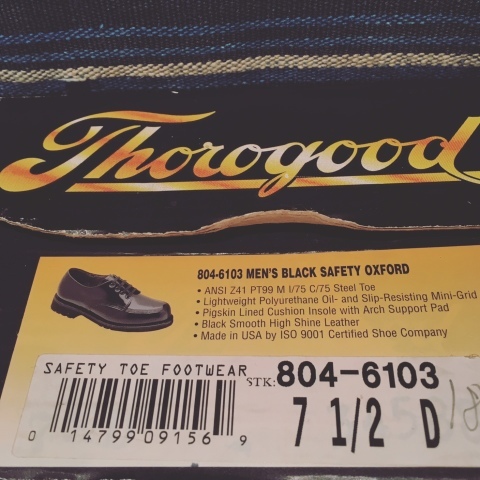 Thorogood
804-6103 MEN'S BLACK SAFETY OXFORD
• ANSI Z41 PT99 M I/75 C/75 Steel Toe
• Lightweight Polyurethane Oil- and Slip-Resisting Mini-Grid
• Pigskin Lined Cushion Insole with Arch Support Pad
• Black Smooth High Shine Leather
• Made in USA by ISO 9001 Certified Shoe Company
SAFETY TOE FOOTWEAR
STK: 804-6103
7 1/2 D
0 14799 09156 9